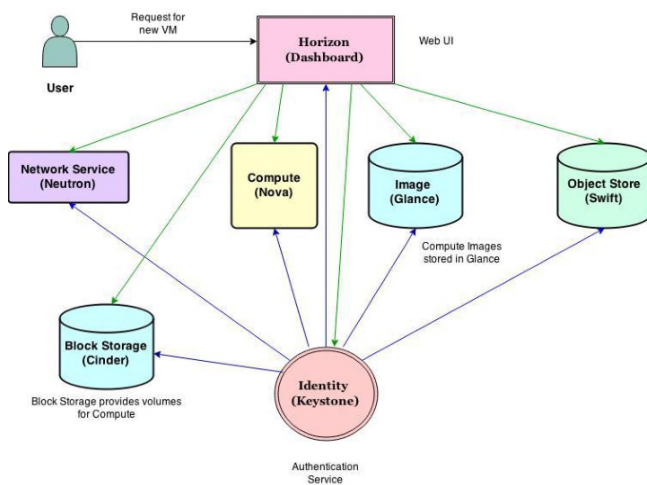 Request for
new VM
Horizon
(Dashboard)
Web UI
User
Network Service
(Neutron)
Compute
(Nova)
Image
(Glance)
Object Store
(Swift)
Compute Images
stored in Glance
Block Storage
(Cinder)
Identity
(Keystone)
Block Storage provides volumes
for Compute
Authentication
Service